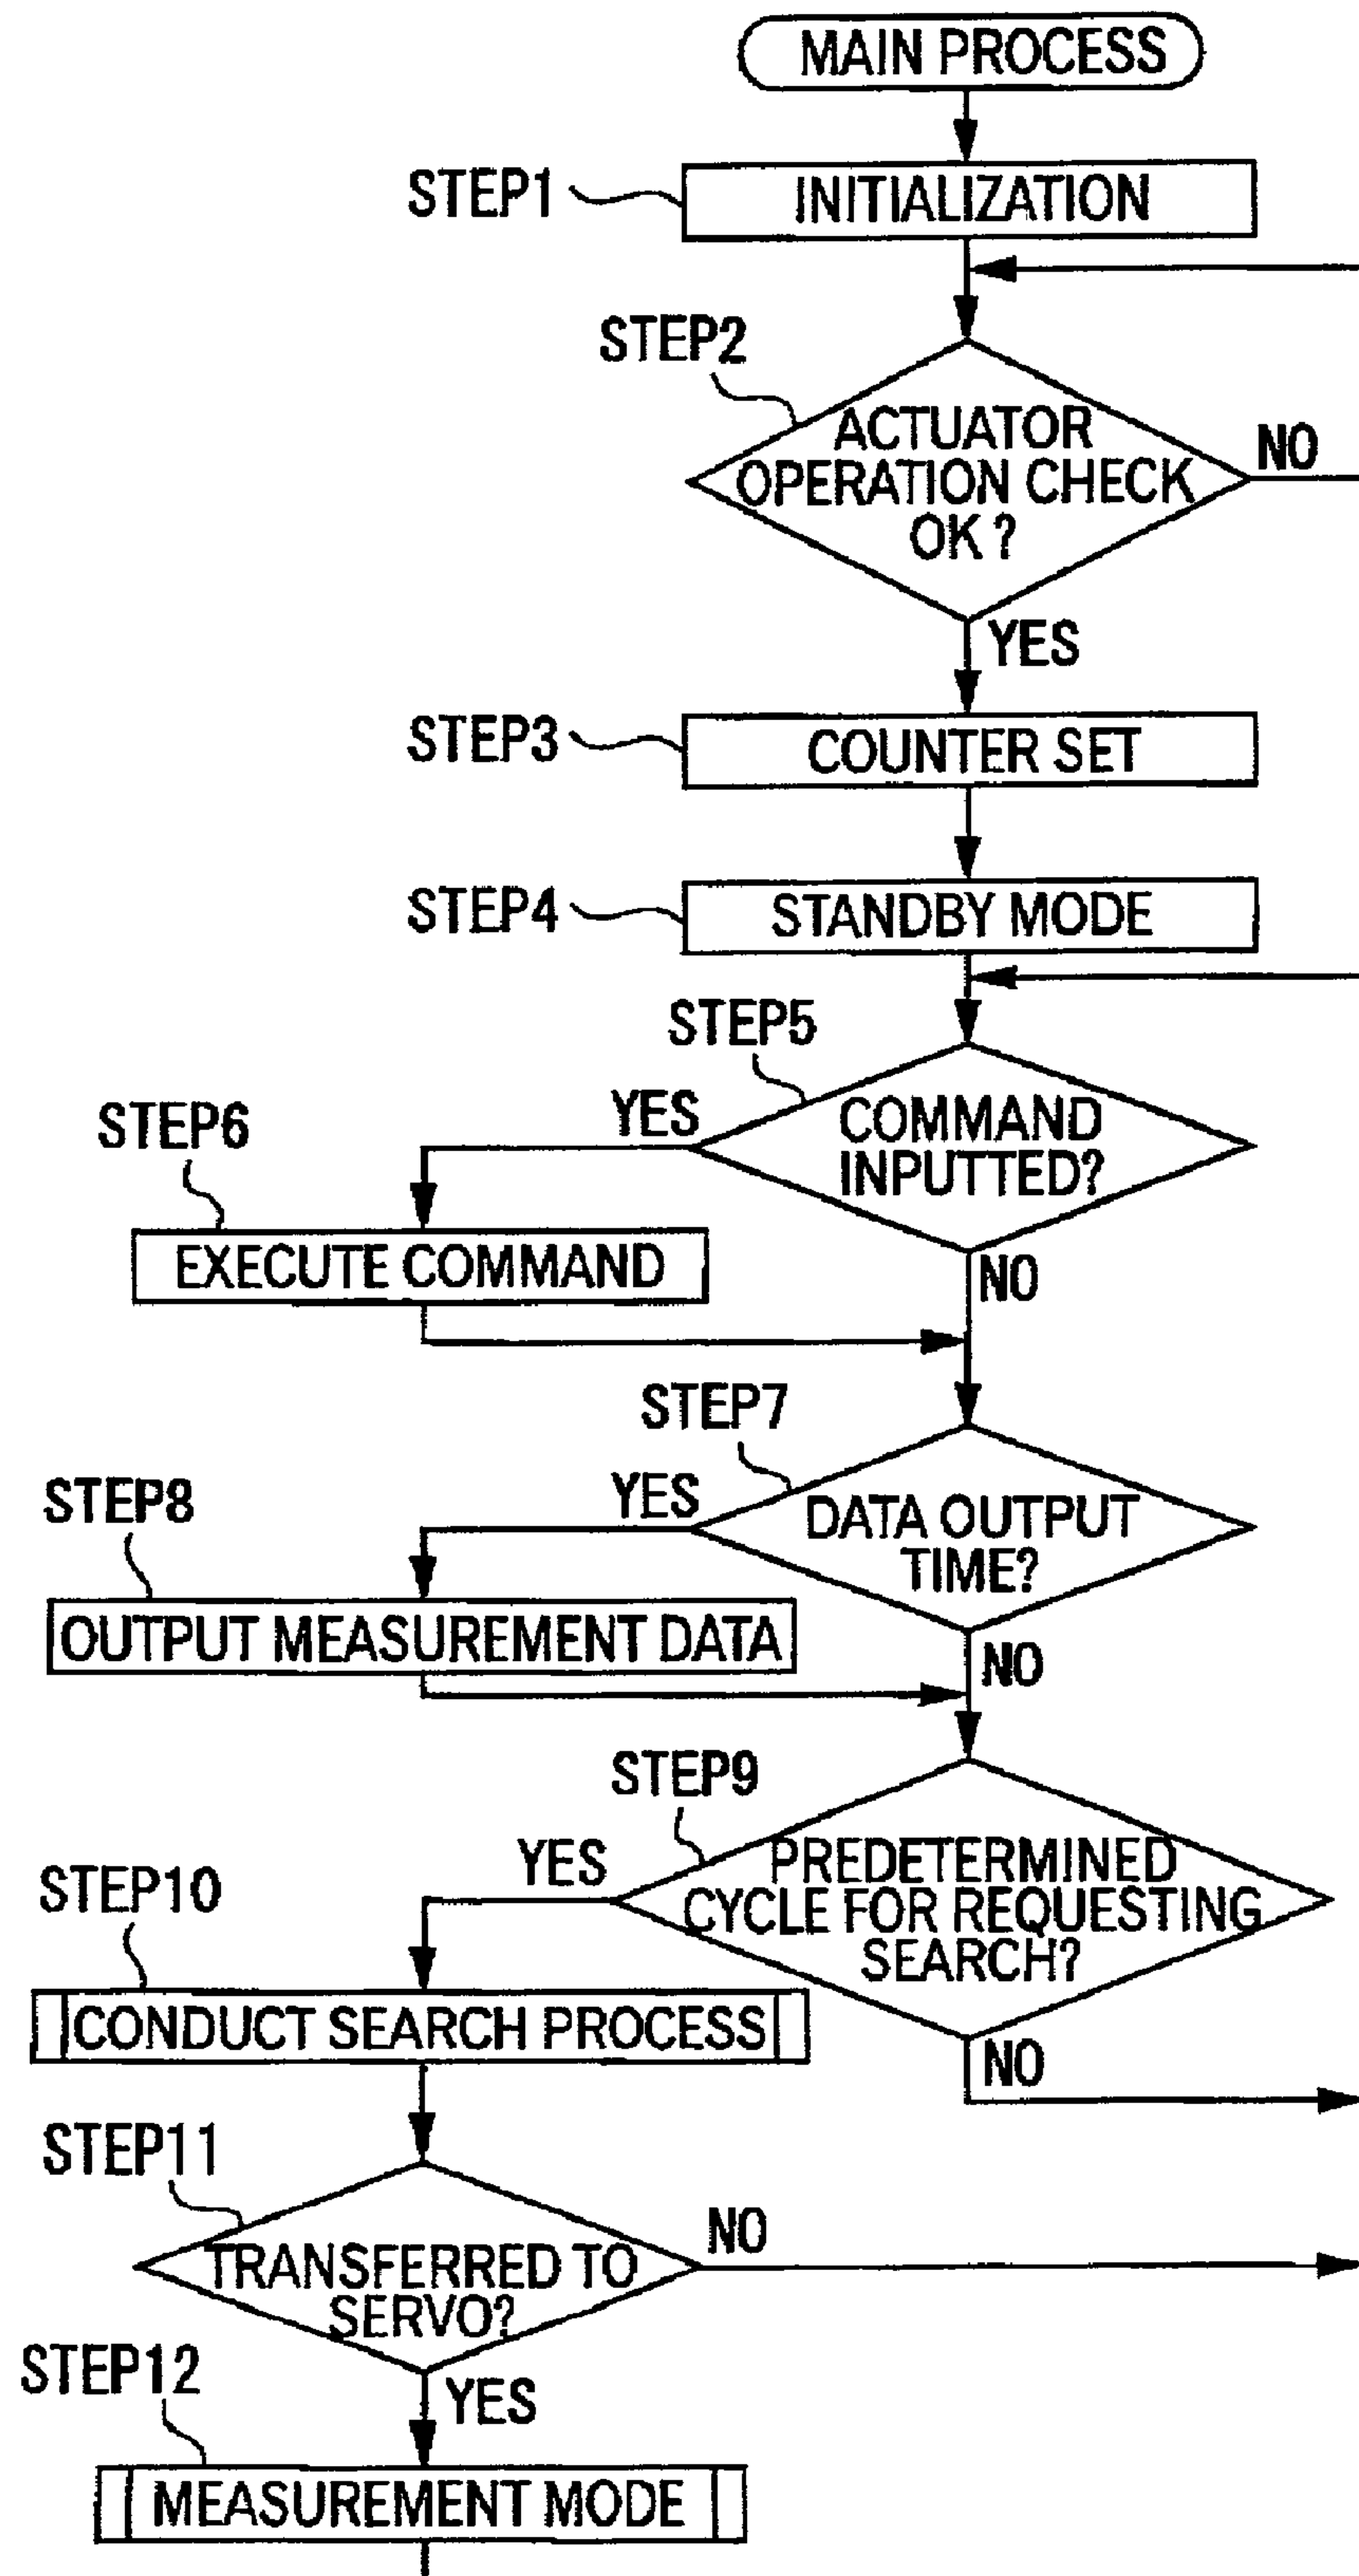 MAIN PROCESS
STEP1
INITIALIZATION
STEP2
ACTUATOR
OPERATION CHECK
OK ?
NO
YES
STEP3
COUNTER SET
STEP4
STANDBY MODE
STEP5
YES
COMMAND
INPUTTED?
STEP6
EXECUTE COMMAND
NO
STEP7
YES
DATA OUTPUT
TIME?
STEP8
OUTPUT MEASUREMENT DATA
NO
STEP9
YES
PREDETERMINED
CYCLE FOR REQUESTING
SEARCH?
STEP10
CONDUCT SEARCH PROCESS
NO
STEP11
NO
TRANSFERRED TO
SERVO?
STEP12
YES
MEASUREMENT MODE